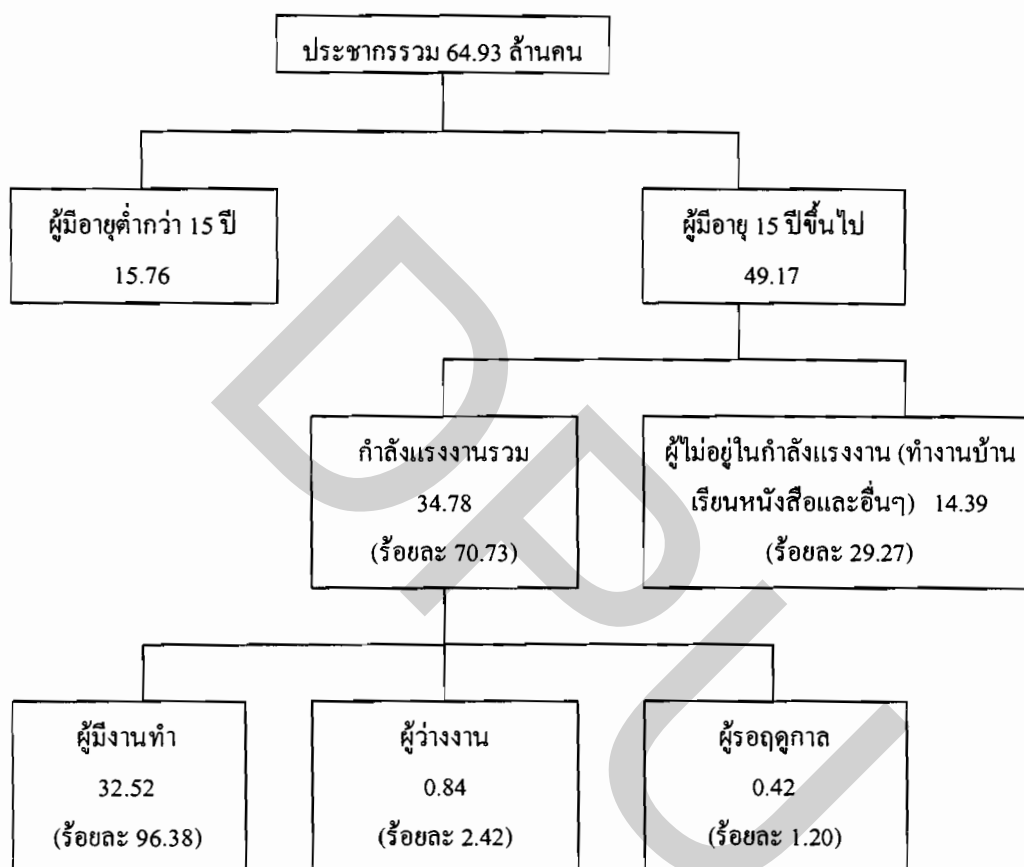 ประชากรรวม 64.93 ล้านคน
ผู้มีอายุต่ำกว่า 15 ปี
15.76
ผู้มีอายุ 15 ปีขึ้นไป
49.17
กำลังแรงงานรวม
34.78
(ร้อยละ 70.73)
ผู้ไม่อยู่ในกำลังแรงงาน (ทำงานบ้าน
เรียนหนังสือและอื่นๆ) 14.39
(ร้อยละ 29.27)
ผู้มีงานทำ
32.52
(ร้อยละ 96.38)
ผู้ว่างงาน
0.84
(ร้อยละ 2.42)
ผู้รอฤดูกาล
0.42
(ร้อยละ 1.20)
DPU